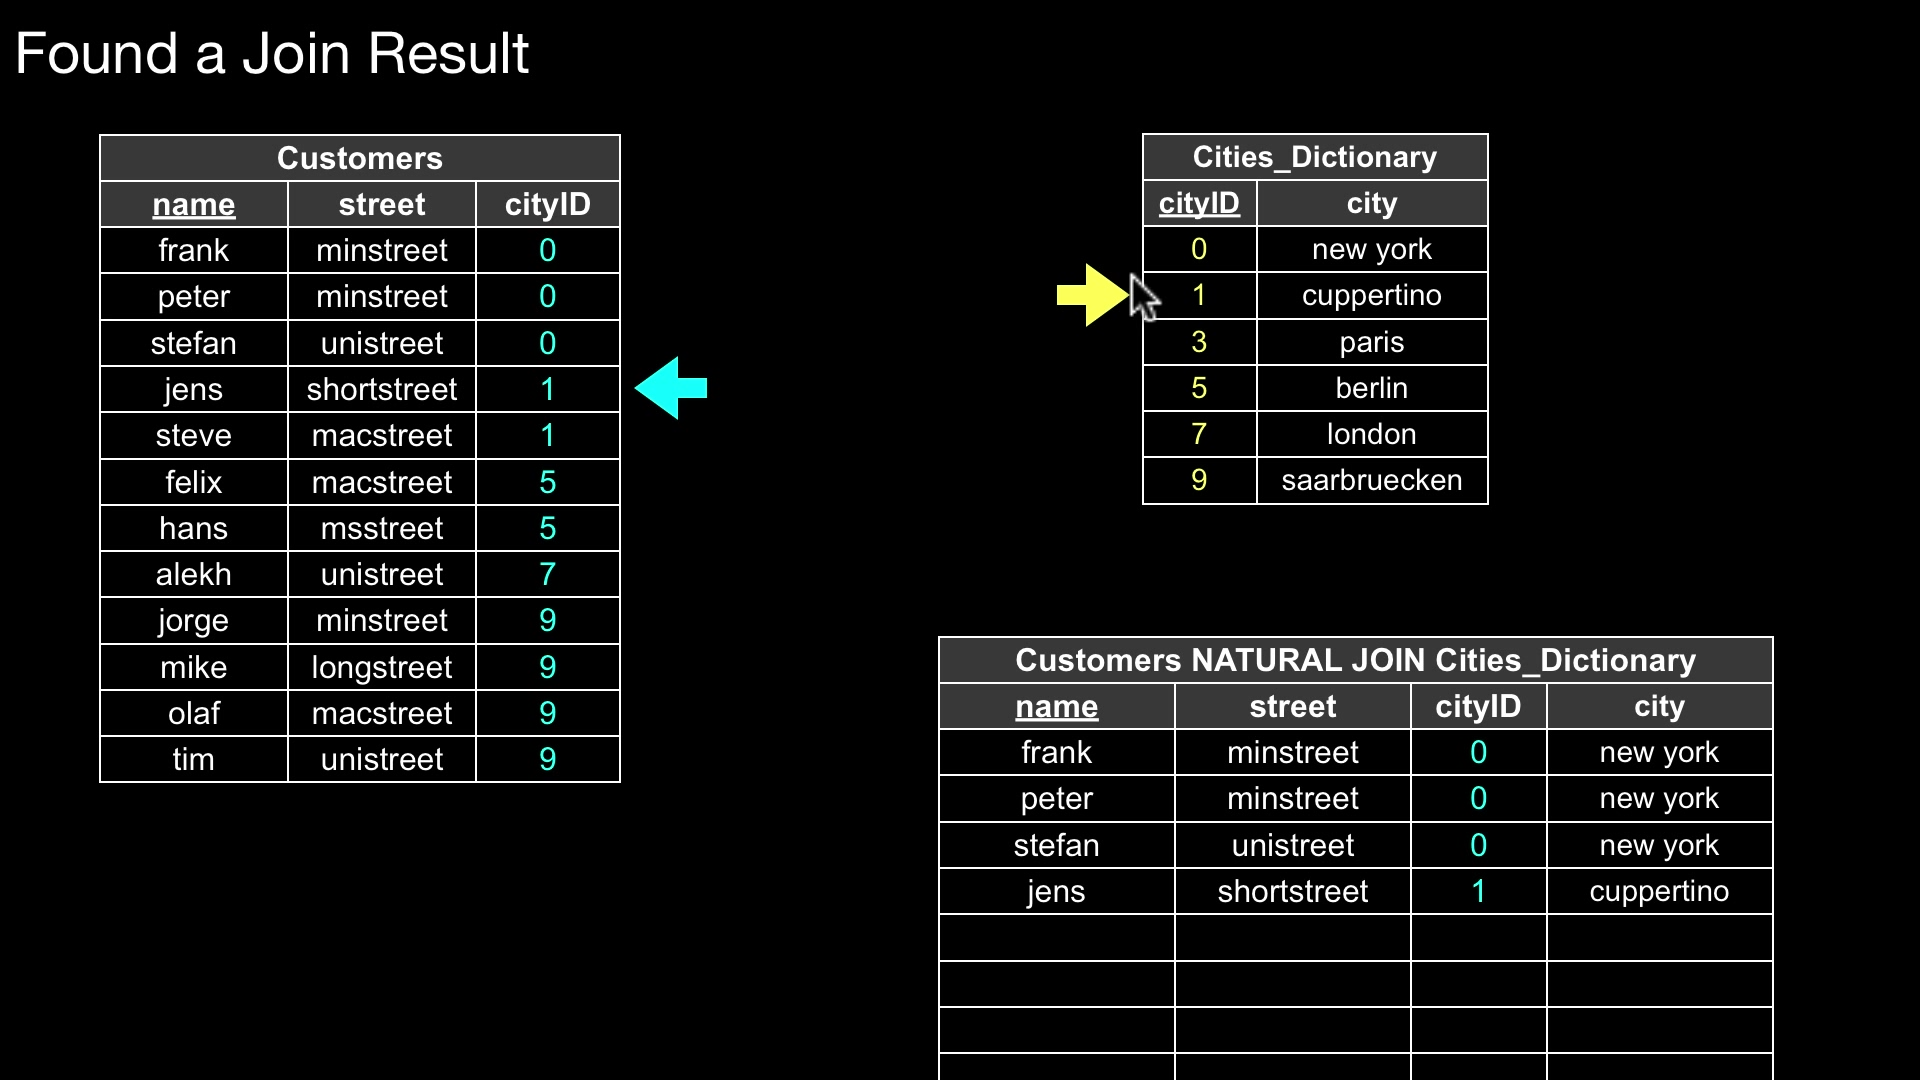 Found a Join Result
Customers
name street cityID
frank minstreet 0
peter minstreet 0
stefan unistreet 0
jens shortstreet 1
steve macstreet 1
felix macstreet 5
hans msstreet 5
alekh unistreet 7
jorge minstreet 9
mike longstreet 9
olaf macstreet 9
tim unistreet 9
Cities_Dictionary
cityID city
0 new york
1 cuppertino
3 paris
5 berlin
7 london
9 saarbruecken
Customers NATURAL JOIN Cities_Dictionary
name street cityID city
frank minstreet 0 new york
peter minstreet 0 new york
stefan unistreet 0 new york
jens shortstreet 1 cuppertino